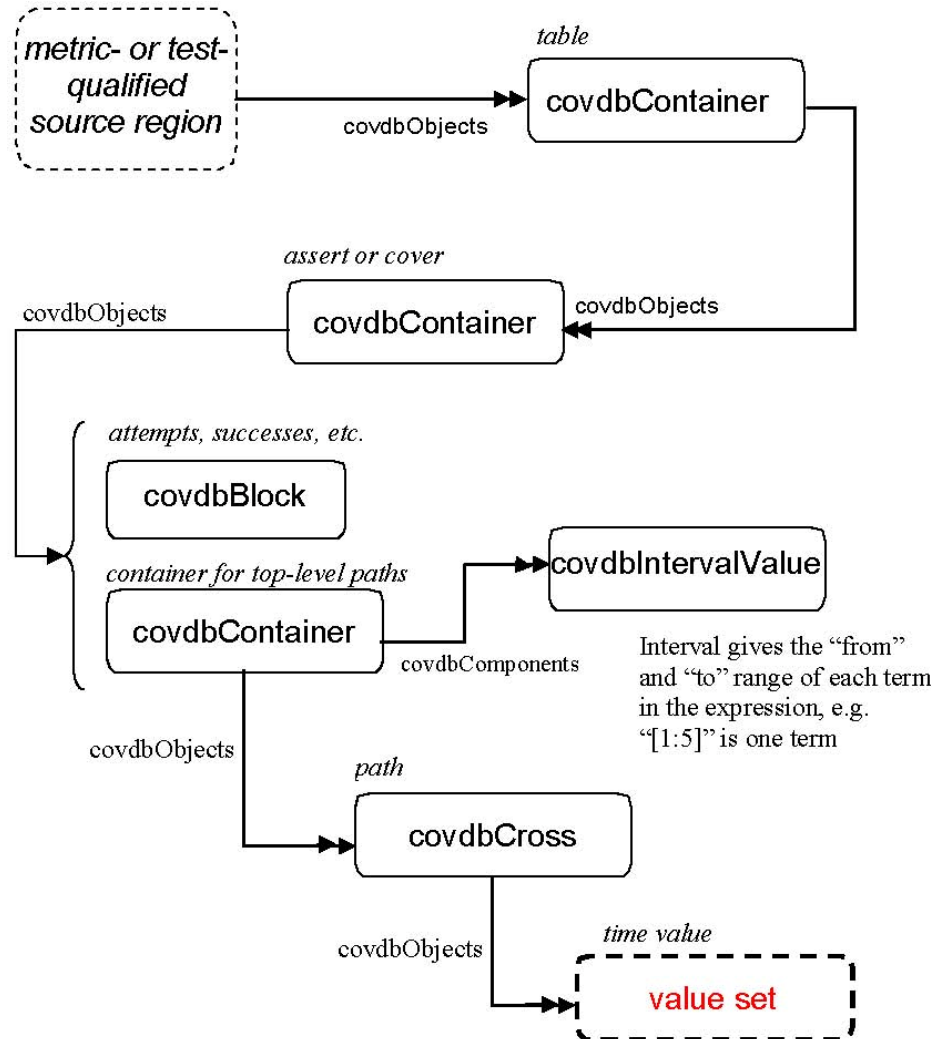 metric- or test-
qualified
source region
table
covdbContainer
covdbObjects
assert or cover
covdbContainer
covdbObjects
covdbObjects
attempts, successes, etc.
covdbBlock
container for top-level paths
covdbContainer
covdbIntervalValue
covdbComponents
Interval gives the “from”
and “to” range of each term
in the expression, e.g.
“[1:5]” is one term
covdbObjects
path
covdbCross
covdbObjects
time value
value set